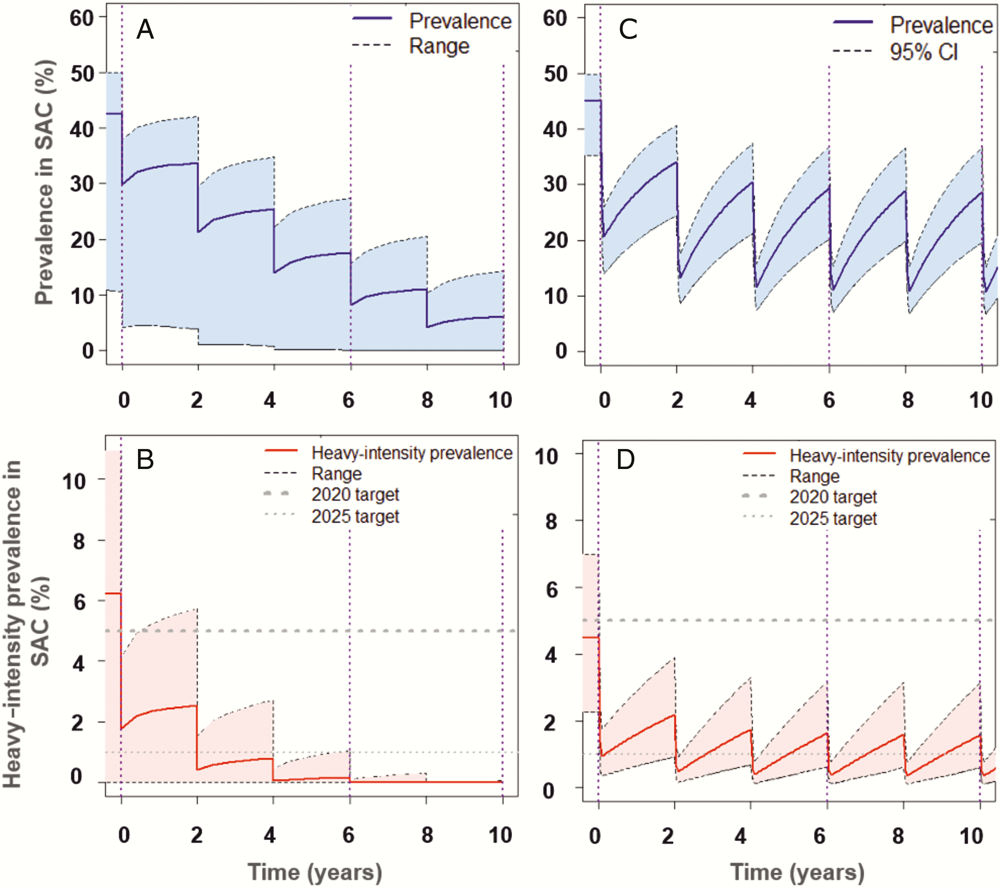 A
Prevalence
Range
60
50
40
30
20
10
0
Prevalence in SAC (%)
0 2 4 6 8 10
C
Prevalence
95% CI
60
50
40
30
20
10
0
0 2 4 6 8 10
B
Heavy-intensity prevalence
Range
2020 target
2025 target
10
8
6
4
2
0
Heavy-intensity prevalence in
SAC (%)
0 2 4 6 8 10
Time (years)
D
Heavy-intensity prevalence
Range
2020 target
2025 target
10
8
6
4
2
0
0 2 4 6 8 10
Time (years)